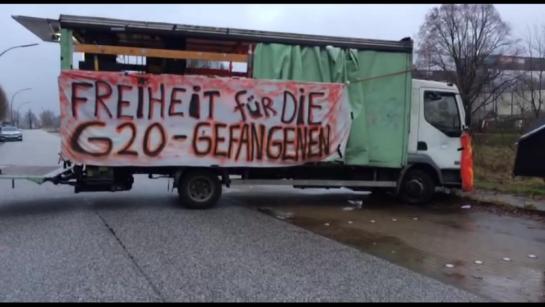 FREIHEIT FÜR DIE
G20-GEFANGENEN